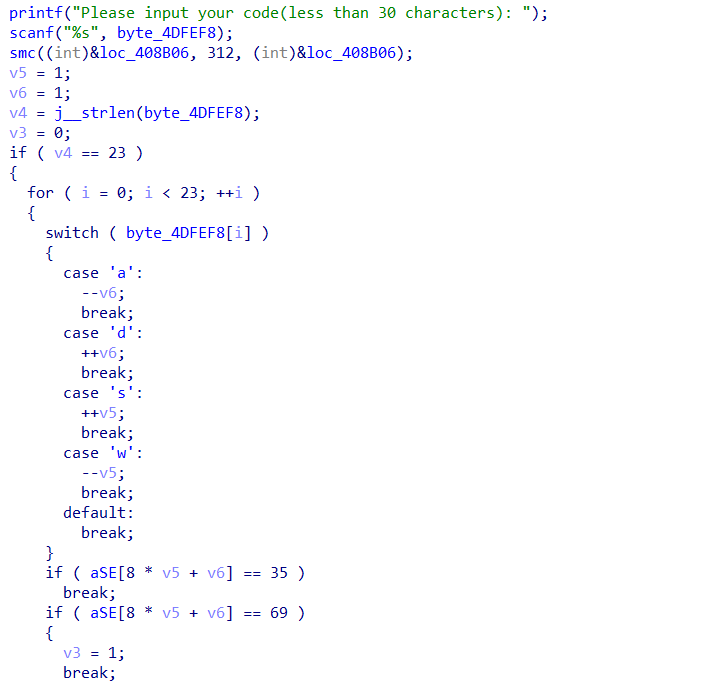 printf("Please input your code(less than 30 characters): ");
scanf("%s", byte_4DFEF8);
smc((int)&loc_408B06, 312, (int)&loc_408B06);
v5 = 1;
v6 = 1;
v4 = j__strlen(byte_4DFEF8);
v3 = 0;
if ( v4 == 23 )
{
for ( i = 0; i < 23; ++i )
{
switch ( byte_4DFEF8[i] )
{
case 'a':
--v6;
break;
case 'd':
++v6;
break;
case 's':
++v5;
break;
case 'w':
--v5;
break;
default:
break;
}
if ( aSE[8 * v5 + v6] == 35 )
break;
if ( aSE[8 * v5 + v6] == 69 )
{
v3 = 1;
break;